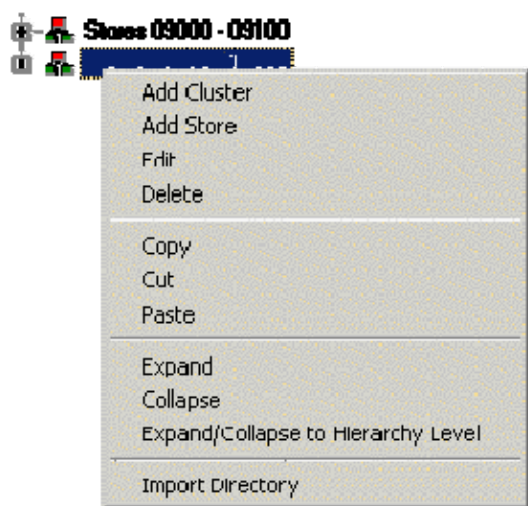 Stores 09000 - 09100
Add Cluster
Add Store
Edit
Delete
Copy
Cut
Paste
Expand
Collapse
Expand/Collapse to Hierarchy Level
Import Directory